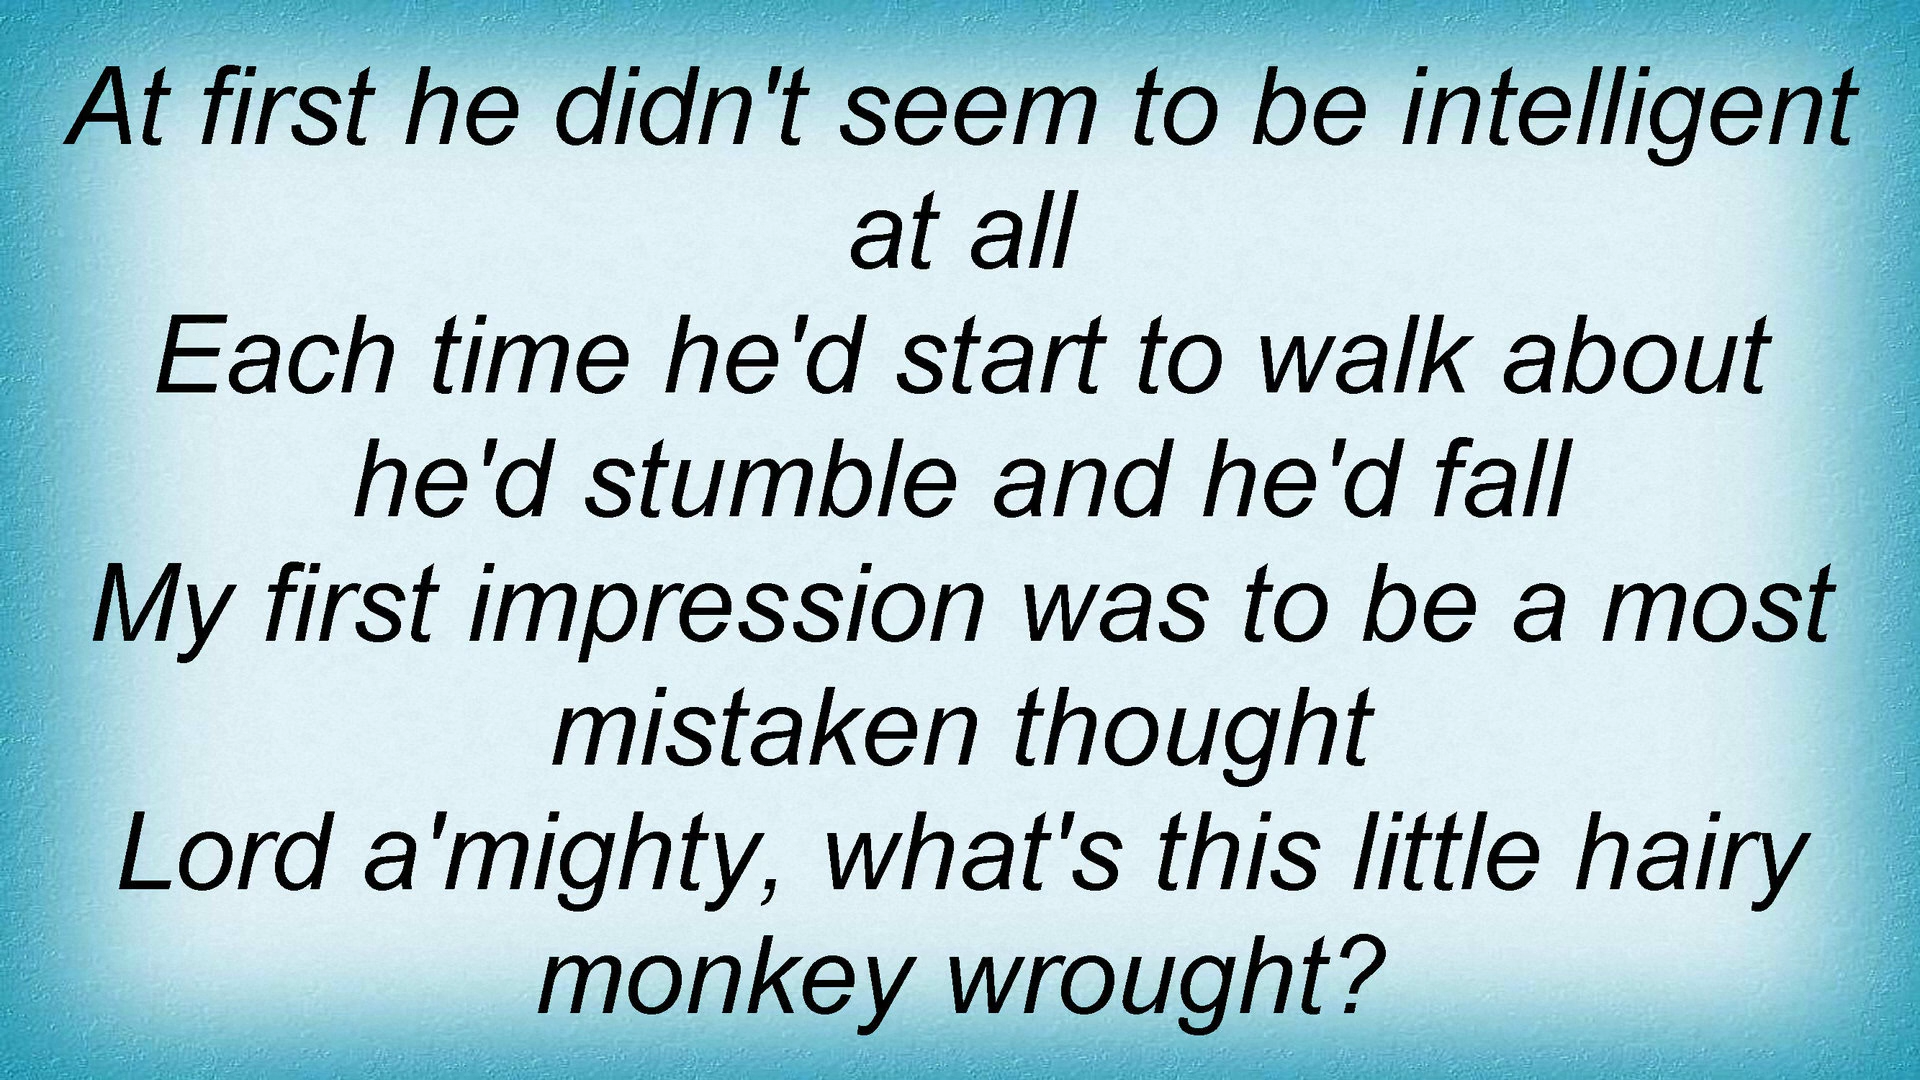 At first he didn't seem to be intelligent
at all
Each time he'd start to walk about
he'd stumble and he'd fall
My first impression was to be a most
mistaken thought
Lord a'mighty, what's this little hairy
monkey wrought?